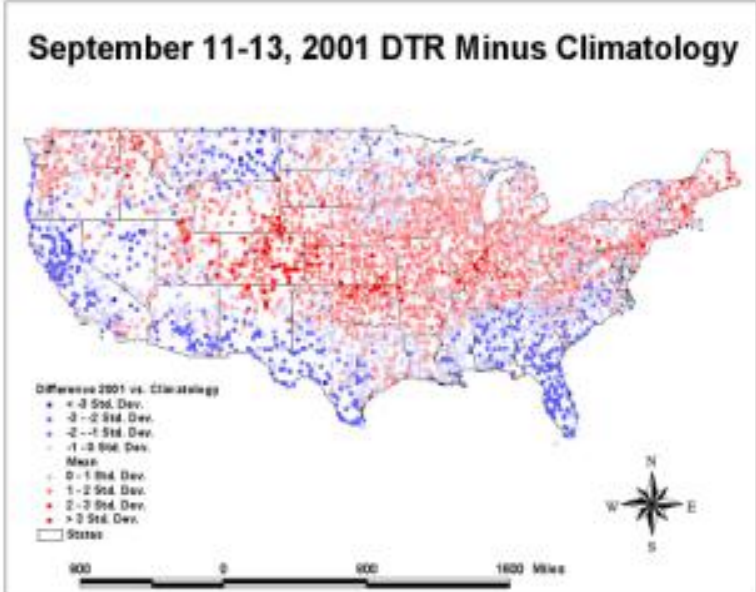 September 11-13, 2001 DTR Minus Climatology
Difference 2001 vs. Climatology
< -3 Std. Dev.
-3 - -2 Std. Dev.
-2 - -1 Std. Dev.
-1 - 0 Std. Dev.
Mean
0 - 1 Std. Dev.
1 - 2 Std. Dev.
2 - 3 Std. Dev.
> 3 Std. Dev.
States
N
W E
S
800 0 800 1600 Miles